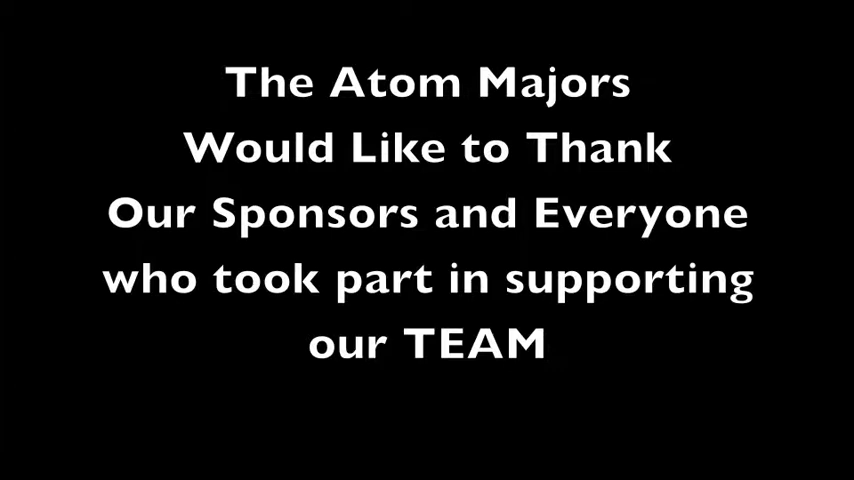 The Atom Majors
Would Like to Thank
Our Sponsors and Everyone
who took part in supporting
our TEAM